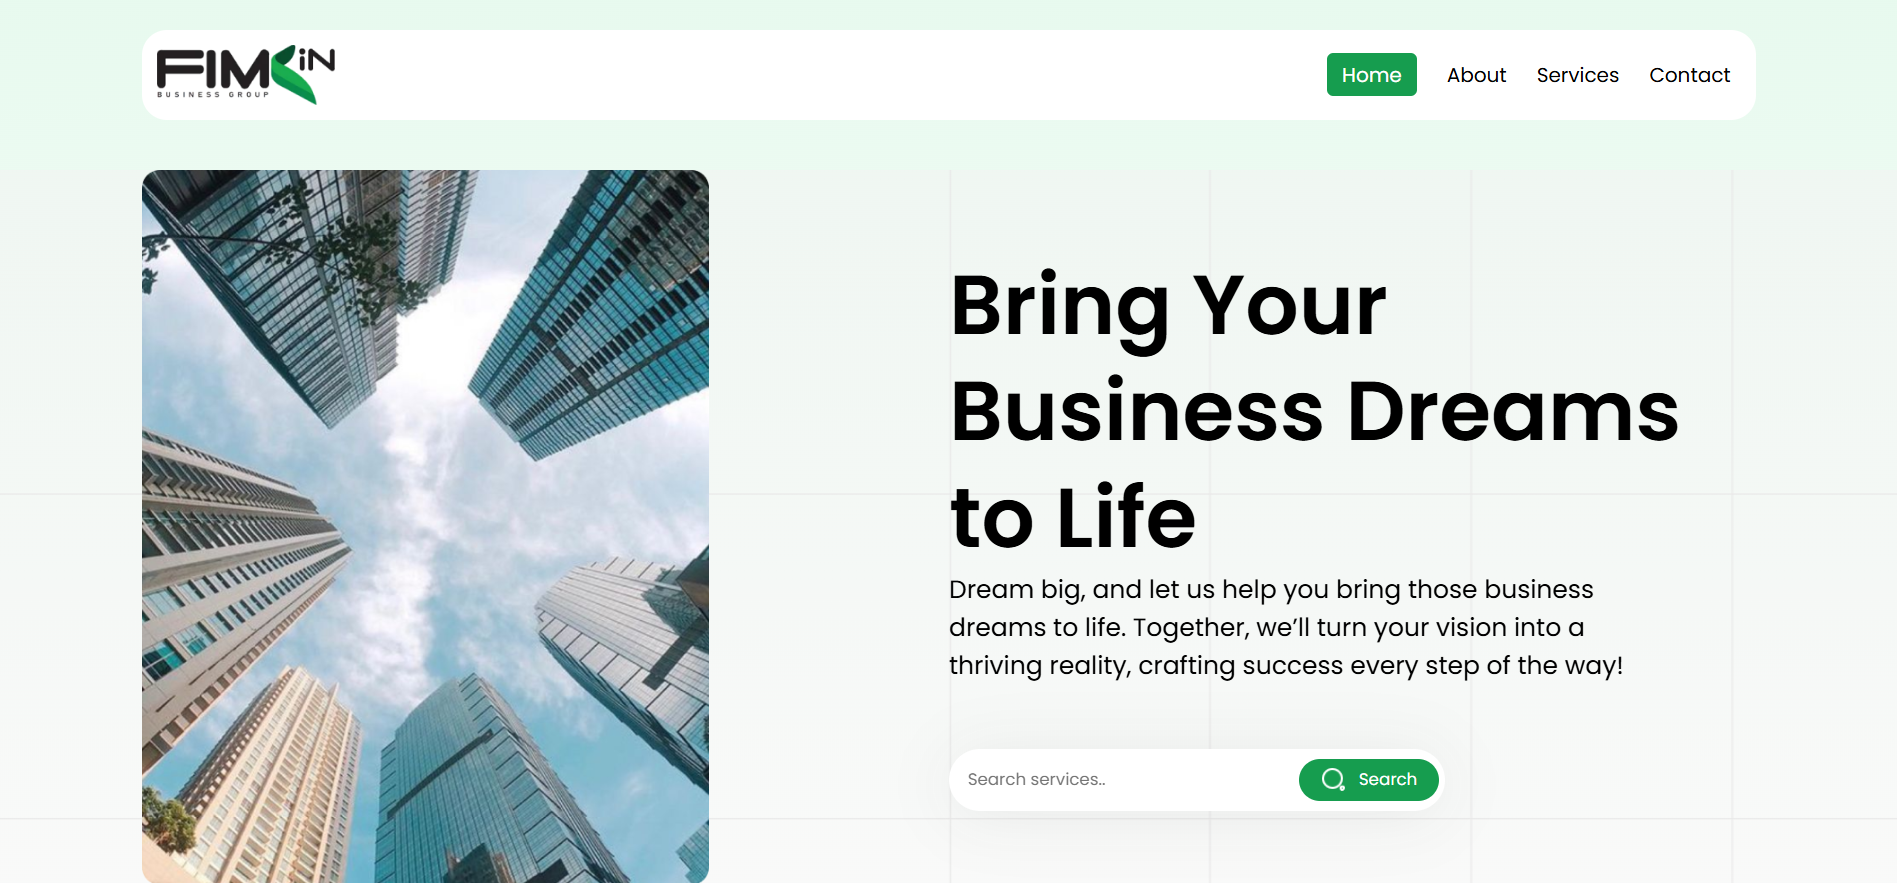 FIMKIN
BUSINESS GROUP
Home
About
Services
Contact
Bring Your
Business Dreams
to Life
Dream big, and let us help you bring those business
dreams to life. Together, we’ll turn your vision into a
thriving reality, crafting success every step of the way!
Search services..
Search